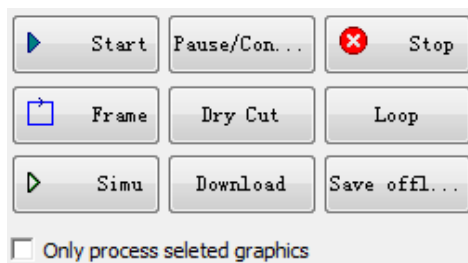 Start
Pause/Con...
Stop
Frame
Dry Cut
Loop
Simu
Download
Save offl...
Only process seleted graphics